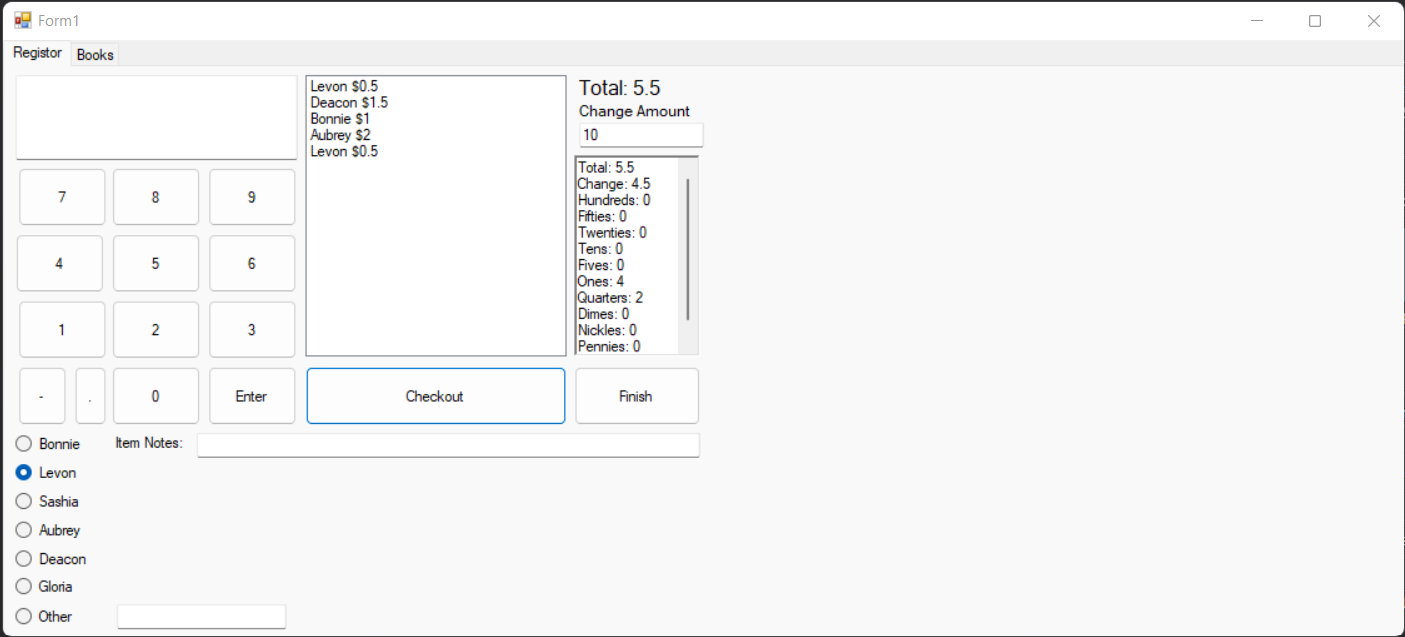 Form1
Registor Books
Levon $0.5
Deacon $1.5
Bonnie $1
Aubrey $2
Levon $0.5
Total: 5.5
Change Amount
10
Total: 5.5
Change: 4.5
Hundreds: 0
Fifties: 0
Twenties: 0
Tens: 0
Fives: 0
Ones: 4
Quarters: 2
Dimes: 0
Nickles: 0
Pennies: 0
7 8 9
4 5 6
1 2 3
- . 0 Enter Checkout Finish
Bonnie Item Notes:
Levon
Sashia
Aubrey
Deacon
Gloria
Other